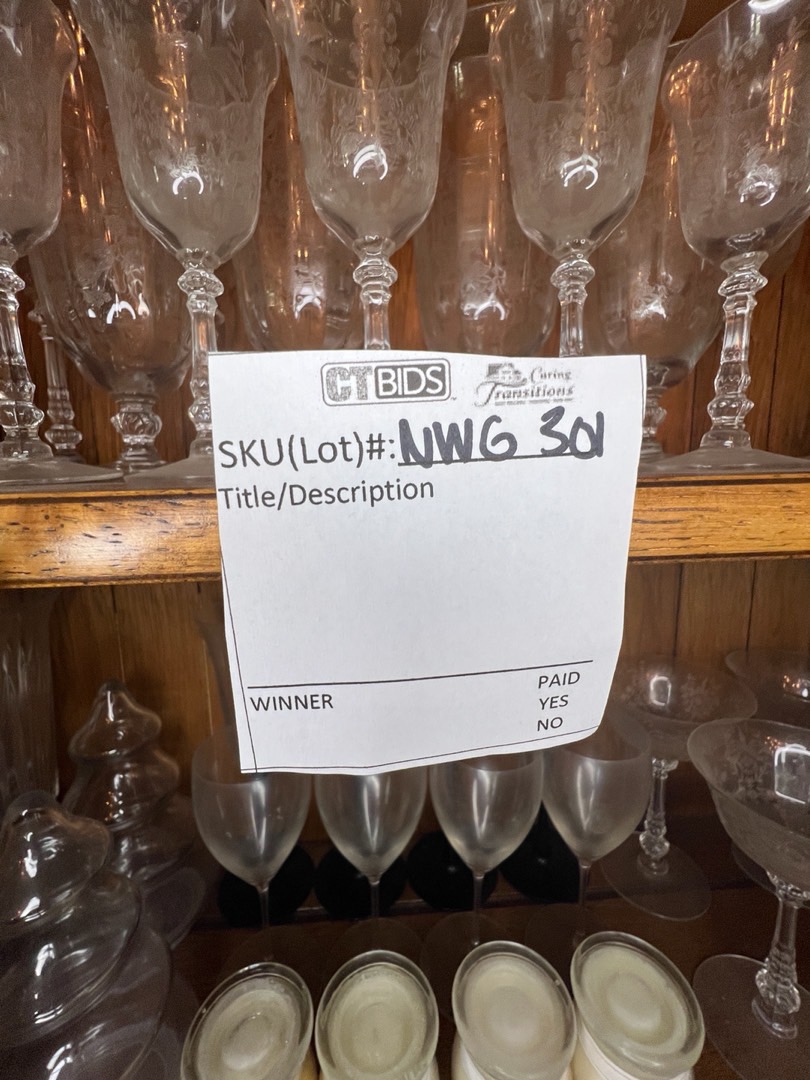 CTBIDS
Caring
Transitions
SKU(Lot)#: NWG 301
Title/Description
WINNER
PAID
YES
NO